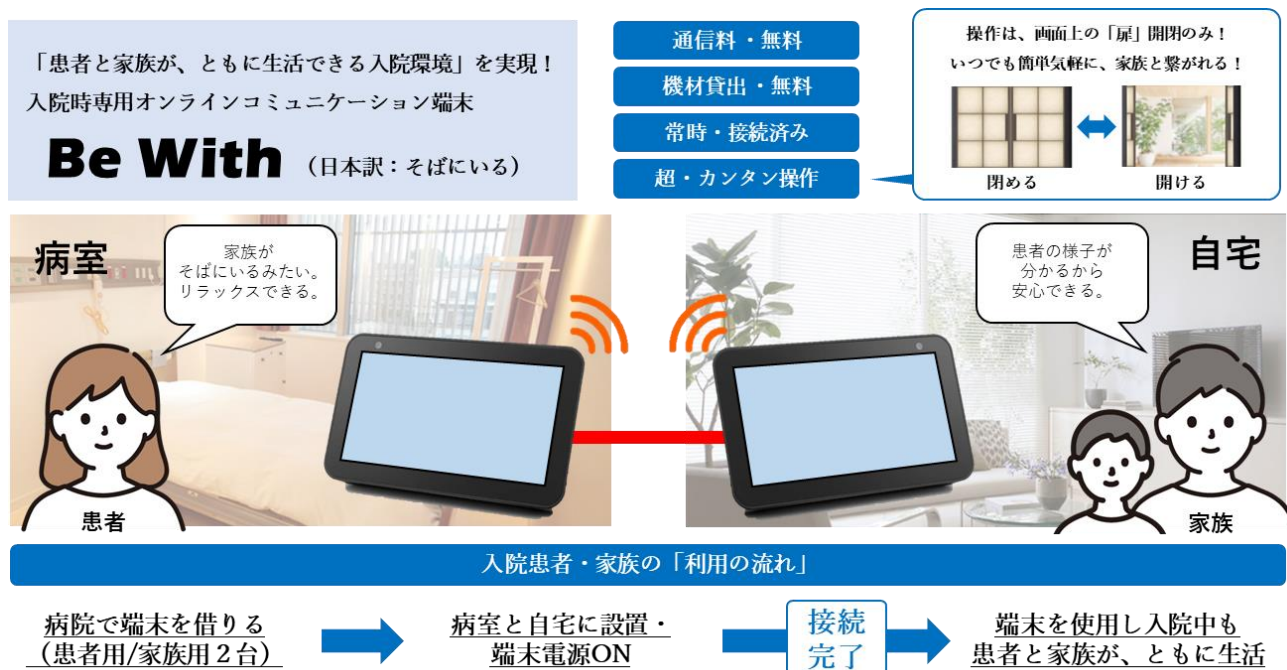 「患者と家族が、ともに生活できる入院環境」を実現!
入院時専用オンラインコミュニケーション端末
Be With (日本訳:そばにいる)
通信料・無料
機材貸出・無料
常時・接続済み
超・カンタン操作
操作は、画面上の「扉」開閉のみ!
いつでも簡単気軽に、家族と繋がれる!
閉める
開ける
病室
家族が
そばにいるみたい。
リラックスできる。
患者
自宅
患者の様子が
分かるから
安心できる。
家族
入院患者・家族の「利用の流れ」
病院で端末を借りる
(患者用/家族用2台)
病室と自宅に設置・
端末電源ON
接続
完了
端末を使用し入院中も
患者と家族が、ともに生活